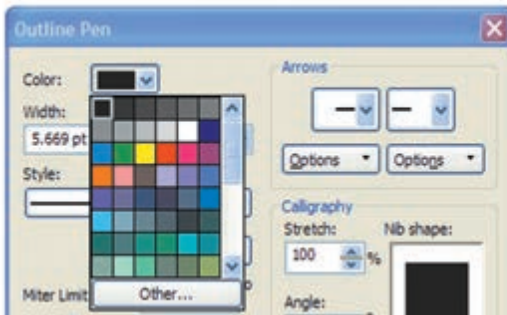 Outline Pen
Color:
Width:
5.669 pt
Style:
Other...
Miter Limit
Arrows
Options
Options
Calligraphy
Stretch:
Nib shape:
100
%
Angle: